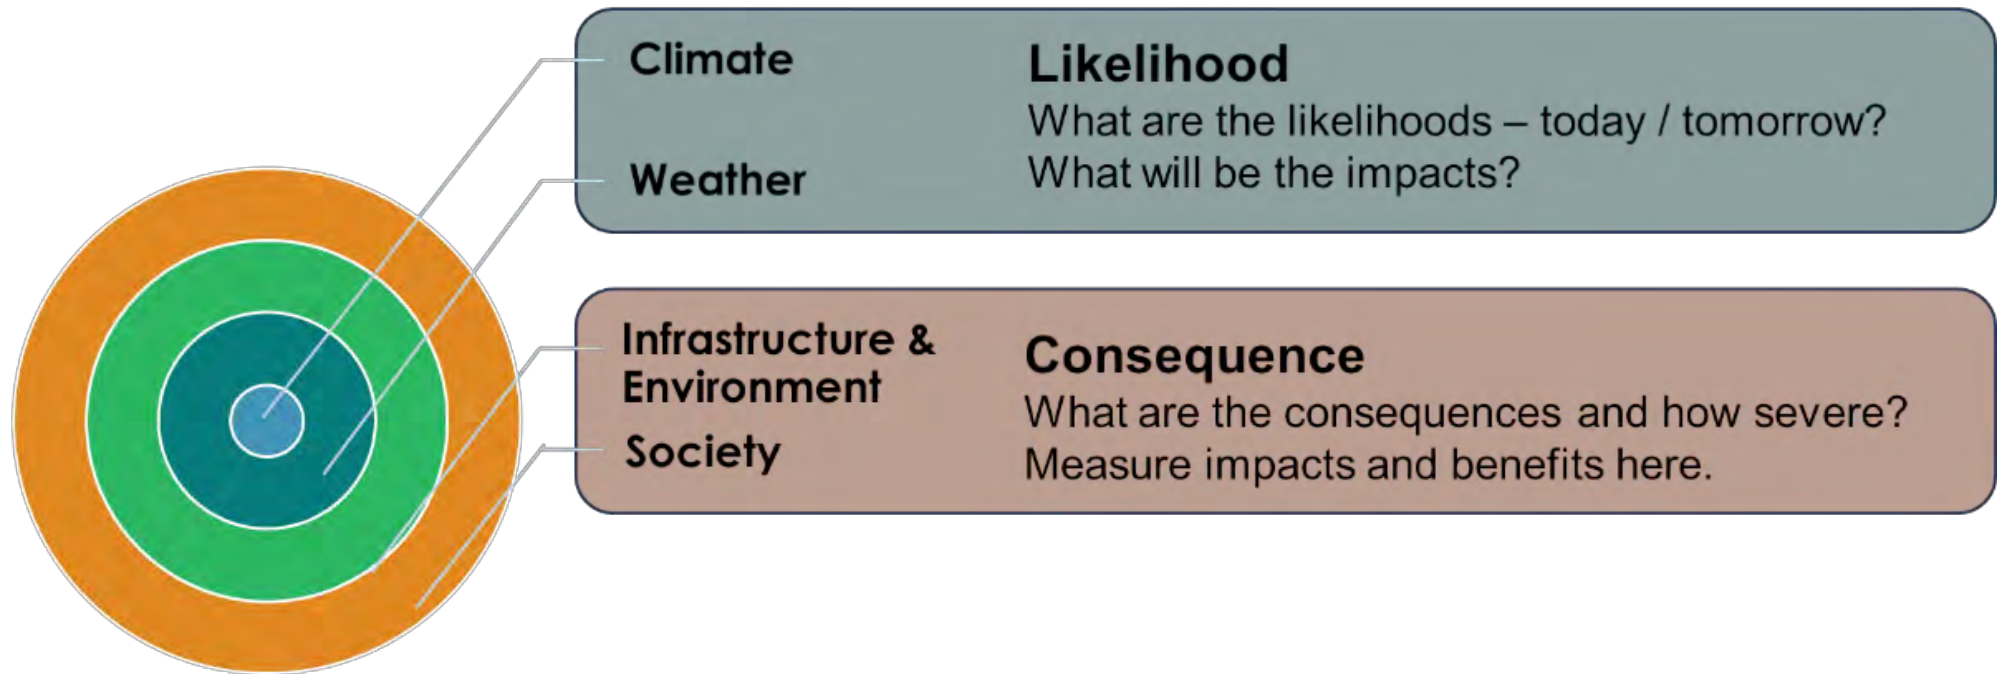 Climate
Weather
Likelihood
What are the likelihoods – today / tomorrow?
What will be the impacts?
Infrastructure &
Environment
Society
Consequence
What are the consequences and how severe?
Measure impacts and benefits here.